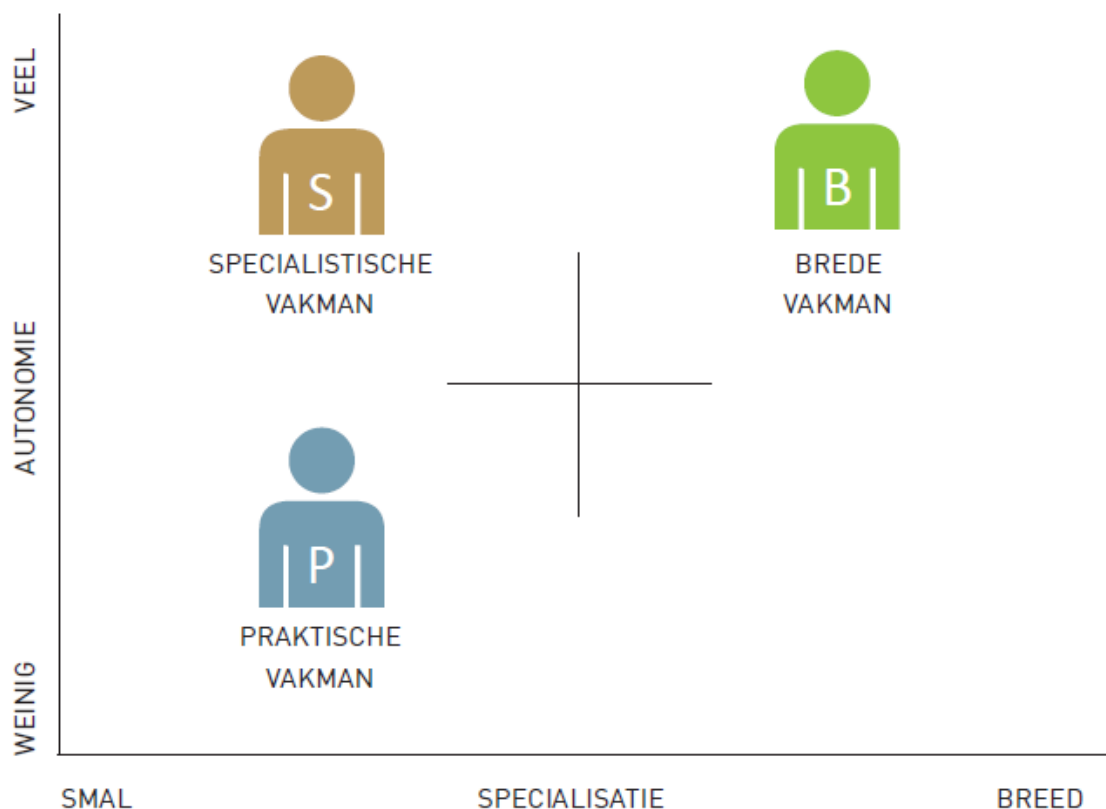 VEEL
AUTONOMIE
WEINIG
S
SPECIALISTISCHE
VAKMAN
B
BREDE
VAKMAN
P
PRAKTISCHE
VAKMAN
SMAL
SPECIALISATIE
BREED